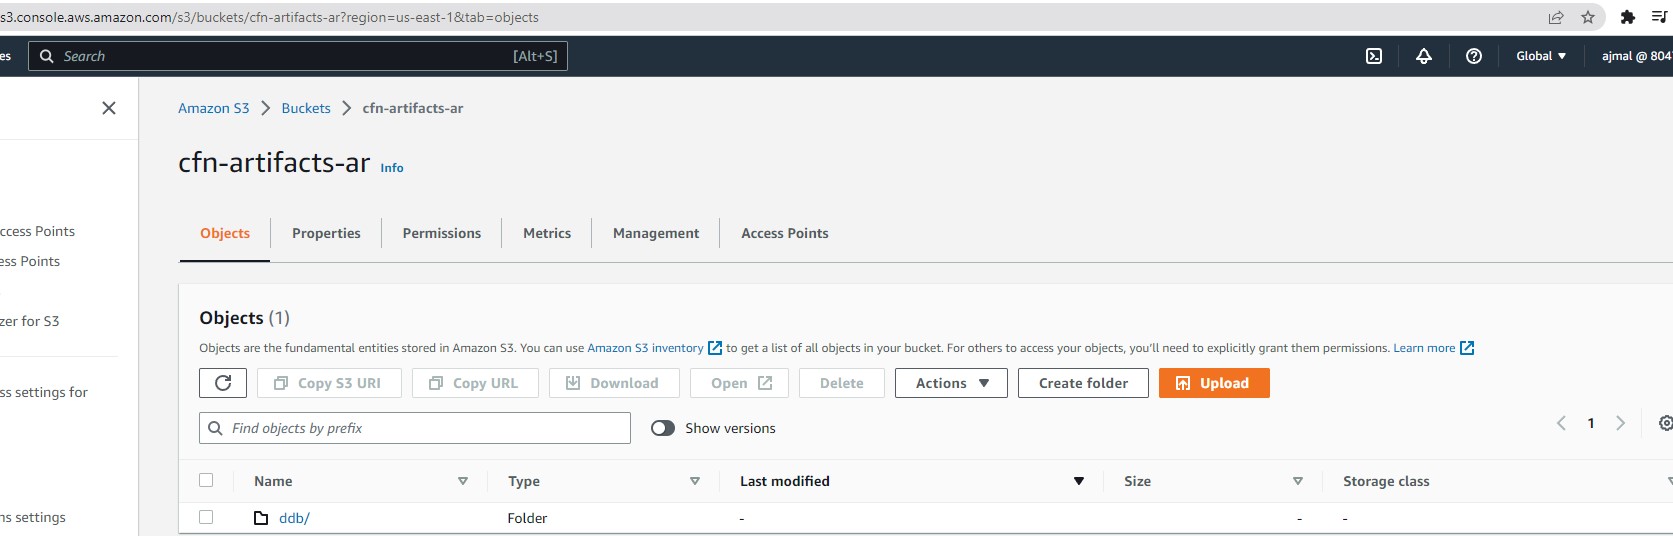 s3.console.aws.amazon.com/s3/buckets/cfn-artifacts-ar?region=us-east-1&tab=objects
es Search [Alt+S] Global ajmal @ 804
Amazon S3 Buckets cfn-artifacts-ar
cfn-artifacts-ar Info
ccess Points
ess Points
zer for S3
ss settings for
ns settings
Objects Properties Permissions Metrics Management Access Points
Objects (1)
Objects are the fundamental entities stored in Amazon S3. You can use Amazon S3 inventory to get a list of all objects in your bucket. For others to access your objects, you'll need to explicitly grant them permissions. Learn more
Copy S3 URI Copy URL Download Open Delete Actions Create folder Upload
Find objects by prefix Show versions 1
Name Type Last modified Size Storage class
ddb/ Folder - - -